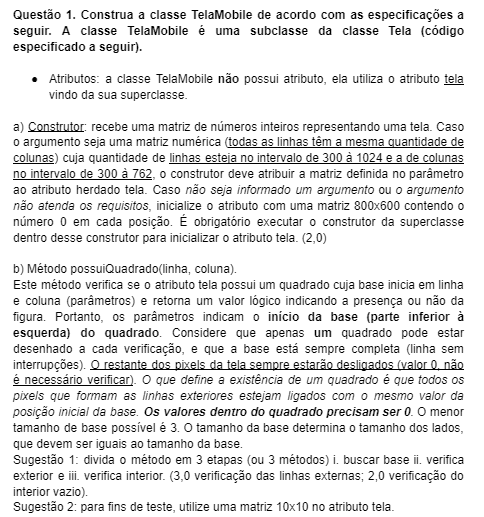 Questão 1. Construa a classe TelaMobile de acordo com as especificações a
seguir. A classe TelaMobile é uma subclasse da classe Tela (código
especificado a seguir).
● Atributos: a classe TelaMobile não possui atributo, ela utiliza o atributo tela
vindo da sua superclasse.
a) Construtor: recebe uma matriz de números inteiros representando uma tela. Caso
o argumento seja uma matriz numérica (todas as linhas têm a mesma quantidade de
colunas) cuja quantidade de linhas esteja no intervalo de 300 à 1024 e a de colunas
no intervalo de 300 à 762, o construtor deve atribuir a matriz definida no parâmetro
ao atributo herdado tela. Caso não seja informado um argumento ou o argumento
não atenda os requisitos, inicialize o atributo com uma matriz 800x600 contendo o
número 0 em cada posição. É obrigatório executar o construtor da superclasse
dentro desse construtor para inicializar o atributo tela. (2,0)
b) Método possuiQuadrado(linha, coluna).
Este método verifica se o atributo tela possui um quadrado cuja base inicia em linha
e coluna (parâmetros) e retorna um valor lógico indicando a presença ou não da
figura. Portanto, os parâmetros indicam o início da base (parte inferior à
esquerda) do quadrado. Considere que apenas um quadrado pode estar
desenhado a cada verificação, e que a base está sempre completa (linha sem
interrupções). O restante dos pixels da tela sempre estarão desligados (valor 0, não
é necessário verificar). O que define a existência de um quadrado é que todos os
pixels que formam as linhas exteriores estejam ligados com o mesmo valor da
posição inicial da base. Os valores dentro do quadrado precisam ser 0. O menor
tamanho de base possível é 3. O tamanho da base determina o tamanho dos lados,
que devem ser iguais ao tamanho da base.
Sugestão 1: divida o método em 3 etapas (ou 3 métodos) i. buscar base ii. verifica
exterior e iii. verifica interior. (3,0 verificação das linhas externas; 2,0 verificação do
interior vazio).
Sugestão 2: para fins de teste, utilize uma matriz 10x10 no atributo tela.